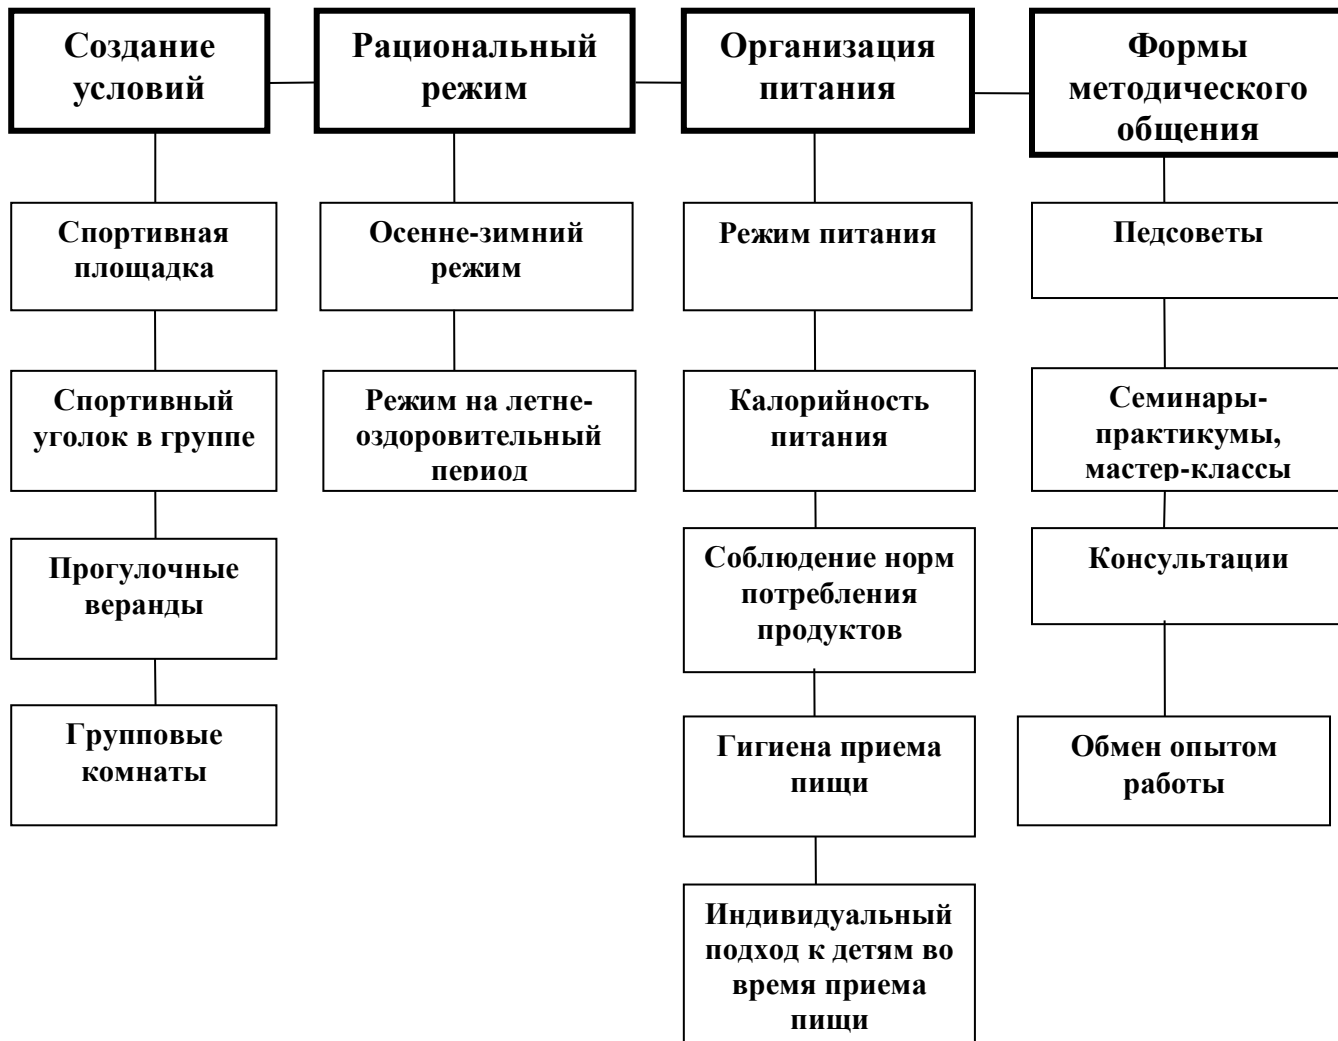 Создание
условий
Рациональный
режим
Организация
питания
Формы
методического
общения
Спортивная
площадка
Осенне-зимний
режим
Режим питания
Педсоветы
Спортивный
уголок в группе
Режим на летне-
оздоровительный
период
Калорийность
питания
Семинары-
практикумы,
мастер-классы
Прогулочные
веранды
Соблюдение норм
потребления
продуктов
Консультации
Групповые
комнаты
Гигиена приема
пищи
Обмен опытом
работы
Индивидуальный
подход к детям во
время приема
пищи